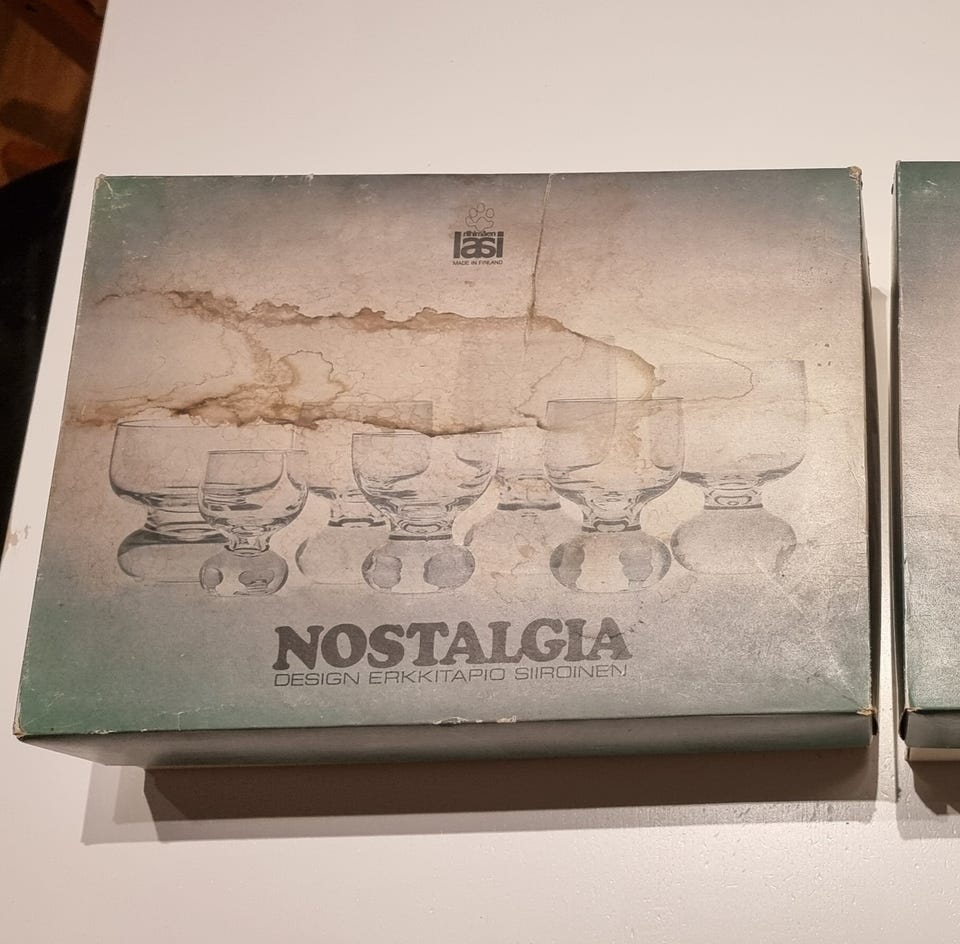 riihimäen
lasi
MADE IN FINLAND
NOSTALGIA
DESIGN ERKKITAPIO SIIROINEN